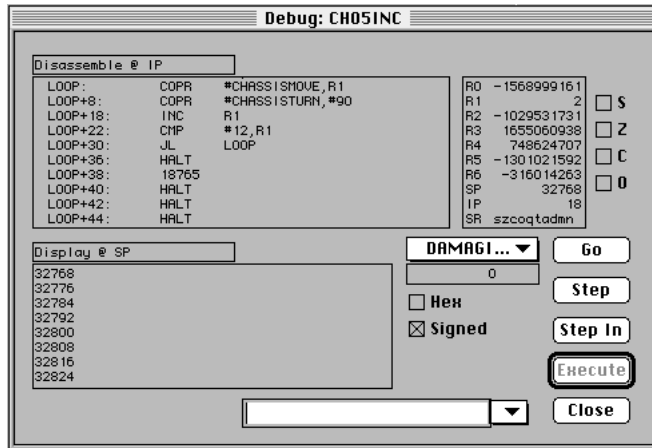 Debug: CH05INC
Disassemble @ IP
LOOP: COPR #CHASSISMOVE,R1
LOOP+8: COPR #CHASSISTURN,#90
LOOP+18: INC R1
LOOP+22: CMP #12,R1
LOOP+30: JL LOOP
LOOP+36: HALT
LOOP+38: 18765
LOOP+40: HALT
LOOP+42: HALT
LOOP+44: HALT
R0 -1568999161
R1 2
R2 -1029531731
R3 1655060938
R4 748624707
R5 -1301021592
R6 -316014263
SP 32768
IP 18
SR szcoqtadmn
S
Z
C
O
Display @ SP
32768
32776
32784
32792
32800
32808
32816
32824
DAMAGI...
0
Hex
Signed
Go
Step
Step In
Execute
Close